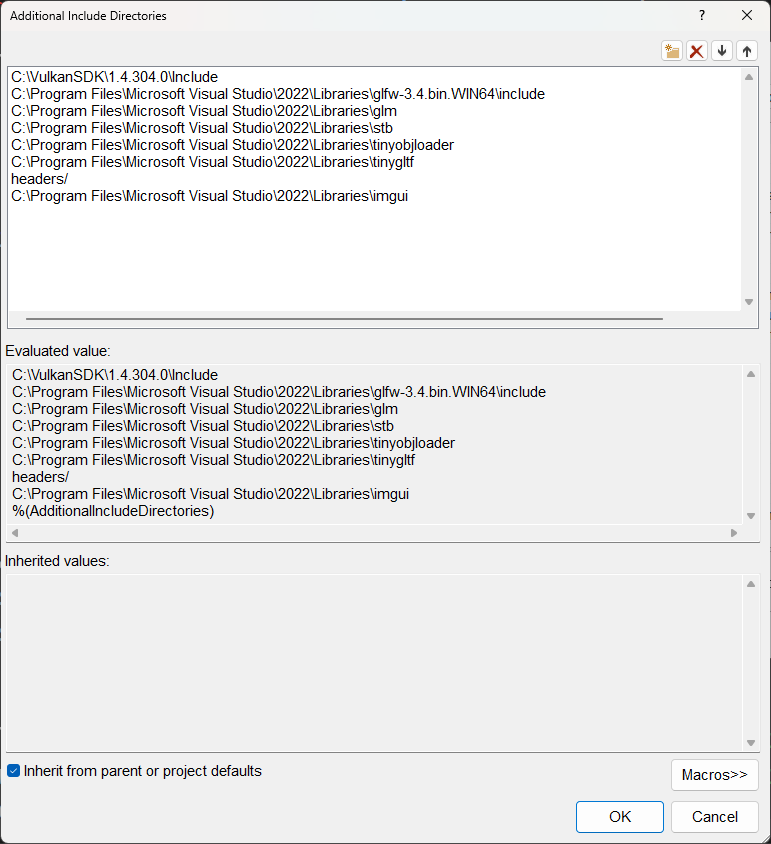 Additional Include Directories
?
C:\VulkanSDK\1.4.304.0\Include
C:\Program Files\Microsoft Visual Studio\2022\Libraries\glfw-3.4.bin.WIN64\include
C:\Program Files\Microsoft Visual Studio\2022\Libraries\glm
C:\Program Files\Microsoft Visual Studio\2022\Libraries\stb
C:\Program Files\Microsoft Visual Studio\2022\Libraries\tinyobjloader
C:\Program Files\Microsoft Visual Studio\2022\Libraries\tinygltf
headers/
C:\Program Files\Microsoft Visual Studio\2022\Libraries\imgui
Evaluated value:
C:\VulkanSDK\1.4.304.0\Include
C:\Program Files\Microsoft Visual Studio\2022\Libraries\glfw-3.4.bin.WIN64\include
C:\Program Files\Microsoft Visual Studio\2022\Libraries\glm
C:\Program Files\Microsoft Visual Studio\2022\Libraries\stb
C:\Program Files\Microsoft Visual Studio\2022\Libraries\tinyobjloader
C:\Program Files\Microsoft Visual Studio\2022\Libraries\tinygltf
headers/
C:\Program Files\Microsoft Visual Studio\2022\Libraries\imgui
%(AdditionalIncludeDirectories)
Inherited values:
Inherit from parent or project defaults
Macros>>
OK
Cancel